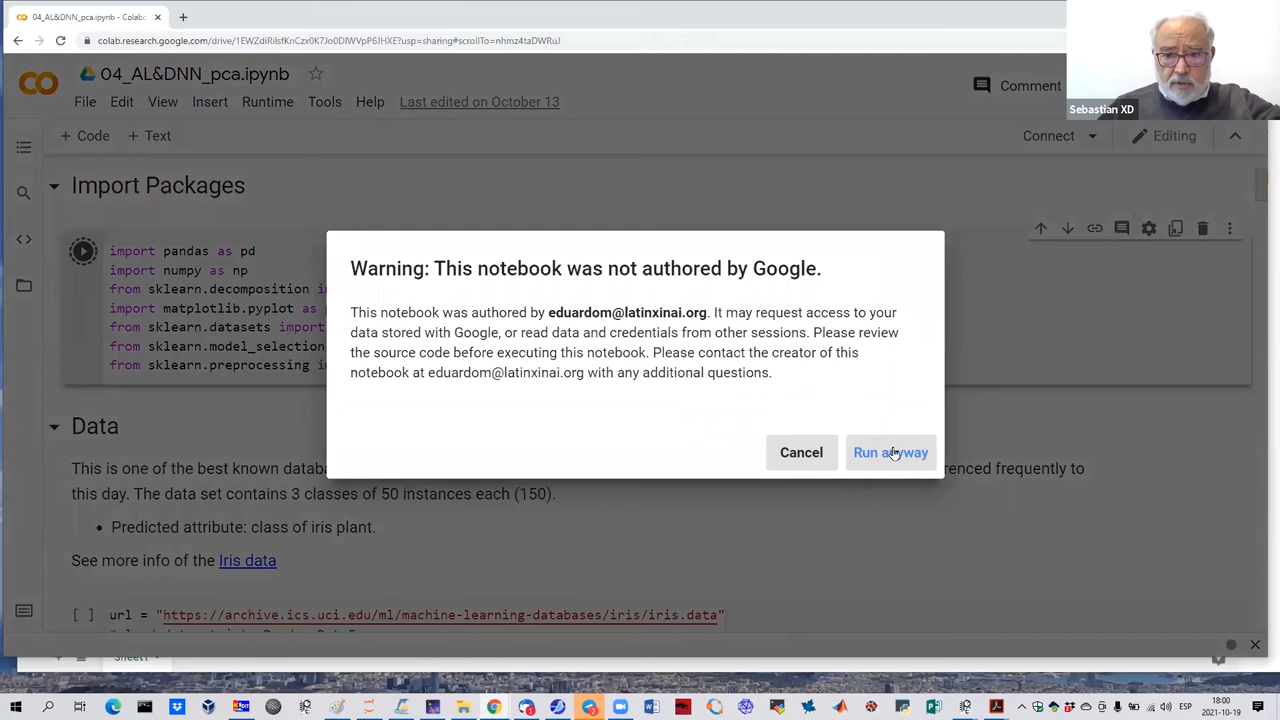 04_AL&DNN_pca.ipynb - Colab
colab.research.google.com/drive/1EWZdiRilsfKnCzx0K7Jo0DlWVpP6JHXE?usp=sharing#scrollTo=nhmz4taDWRuJ
04_AL&DNN_pca.ipynb
Comment
Sebastian XD
File Edit View Insert Runtime Tools Help Last edited on October 13
+ Code + Text
Connect
Editing
Import Packages
import pandas as pd
import numpy as np
from sklearn.decomposition i
import matplotlib.pyplot as
from sklearn.datasets import
from sklearn.model_selection
from sklearn.preprocessing i
Warning: This notebook was not authored by Google.
This notebook was authored by eduardom@latinxinai.org. It may request access to your
data stored with Google, or read data and credentials from other sessions. Please review
the source code before executing this notebook. Please contact the creator of this
notebook at eduardom@latinxinai.org with any additional questions.
Cancel
Run anyway
Data
This is one of the best known datab
erenced frequently to
this day. The data set contains 3 classes of 50 instances each (150).
• Predicted attribute: class of iris plant.
See more info of the Iris data
[ ] url = "https://archive.ics.uci.edu/ml/machine-learning-databases/iris/iris.data"
Sheet1
ESP
18:00
2021-10-19